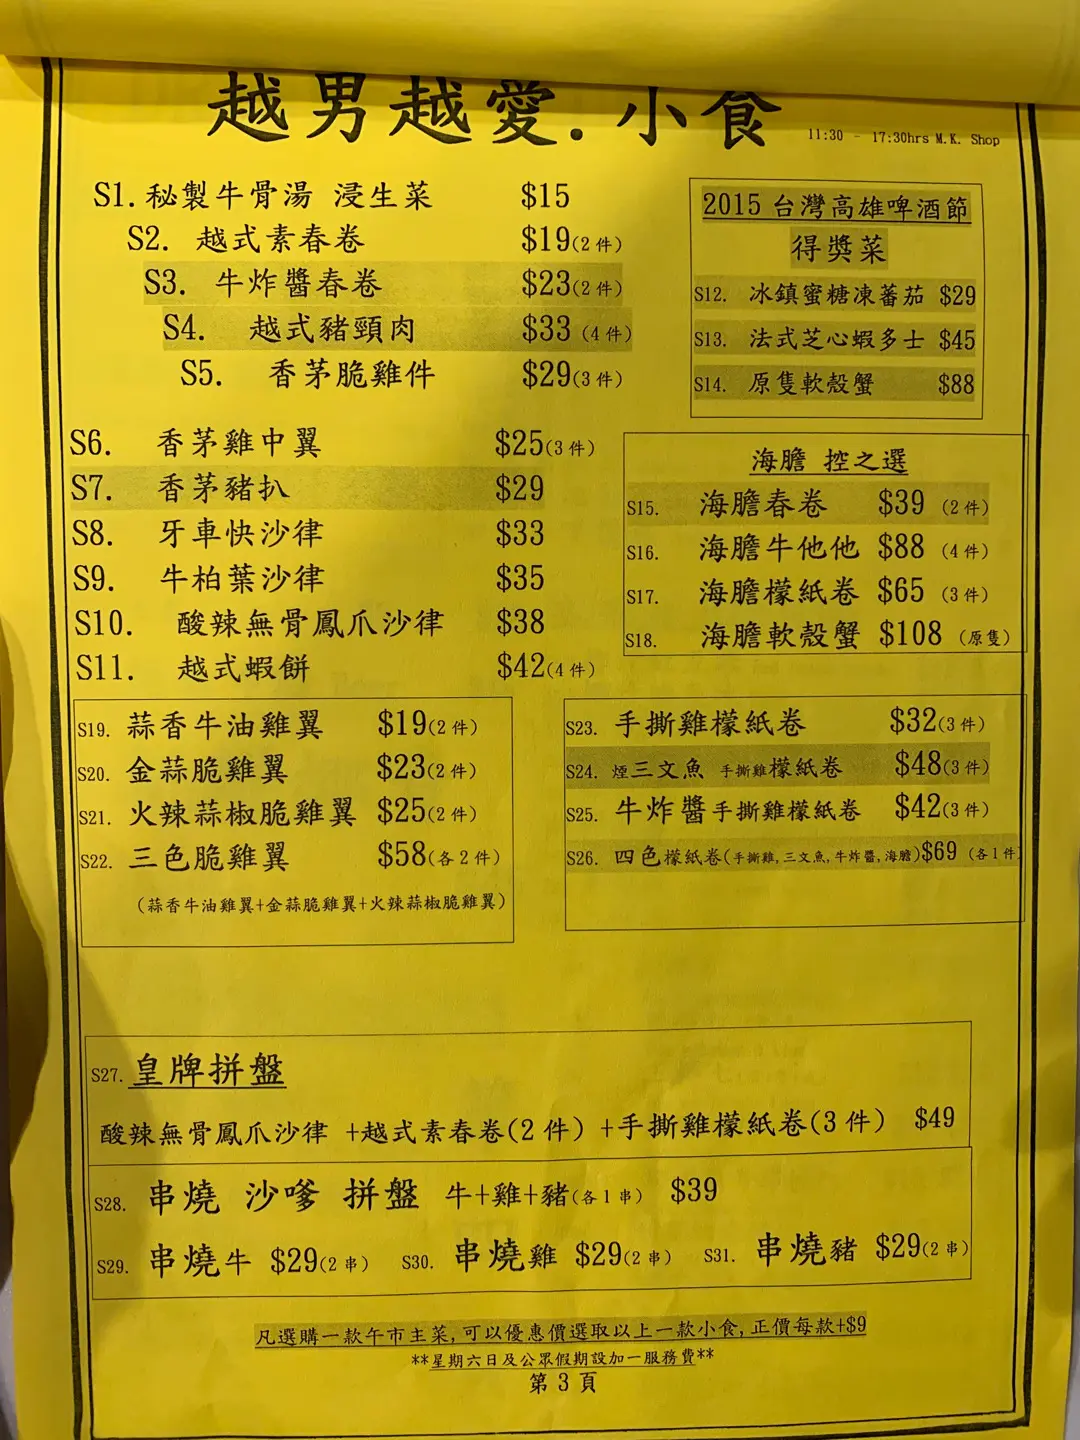 越男越愛.小食 11:30 - 17:30hrs M.K. Shop
S1.秘製牛骨湯 浸生菜 $15
S2. 越式素春卷 $19(2件)
S3. 牛炸醬春卷 $23(2件)
S4. 越式豬頸肉 $33(4件)
S5. 香茅脆雞件 $29(3件)
2015台灣高雄啤酒節
得獎菜
S12. 冰鎮蜜糖凍蕃茄 $29
S13. 法式芝心蝦多士 $45
S14. 原隻軟殼蟹 $88
S6. 香茅雞中翼 $25(3件)
S7. 香茅豬扒 $29
S8. 牙車快沙律 $33
S9. 牛柏葉沙律 $35
S10. 酸辣無骨鳳爪沙律 $38
S11. 越式蝦餅 $42(4件)
海膽 控之選
S15. 海膽春卷 $39 (2件)
S16. 海膽牛他他 $88 (4件)
S17. 海膽檬紙卷 $65 (3件)
S18. 海膽軟殼蟹 $108 (原隻)
S19. 蒜香牛油雞翼 $19(2件)
S20. 金蒜脆雞翼 $23(2件)
S21. 火辣蒜椒脆雞翼 $25(2件)
S22. 三色脆雞翼 $58(各2件)
(蒜香牛油雞翼+金蒜脆雞翼+火辣蒜椒脆雞翼)
S23. 手撕雞檬紙卷 $32(3件)
S24. 煙三文魚 手撕雞檬紙卷 $48(3件)
S25. 牛炸醬手撕雞檬紙卷 $42(3件)
S26. 四色檬紙卷(手撕雞,三文魚,牛炸醬,海膽)$69 (各1件)
S27. 皇牌拼盤
酸辣無骨鳳爪沙律 +越式素春卷(2件) +手撕雞檬紙卷(3件) $49
S28. 串燒 沙嗲 拼盤 牛+雞+豬(各1串) $39
S29. 串燒牛 $29(2串) S30. 串燒雞 $29(2串) S31. 串燒豬 $29(2串)
凡選購一款午市主菜,可以優惠價選取以上一款小食,正價每款+$9
**星期六日及公眾假期設加一服務費**
第3頁